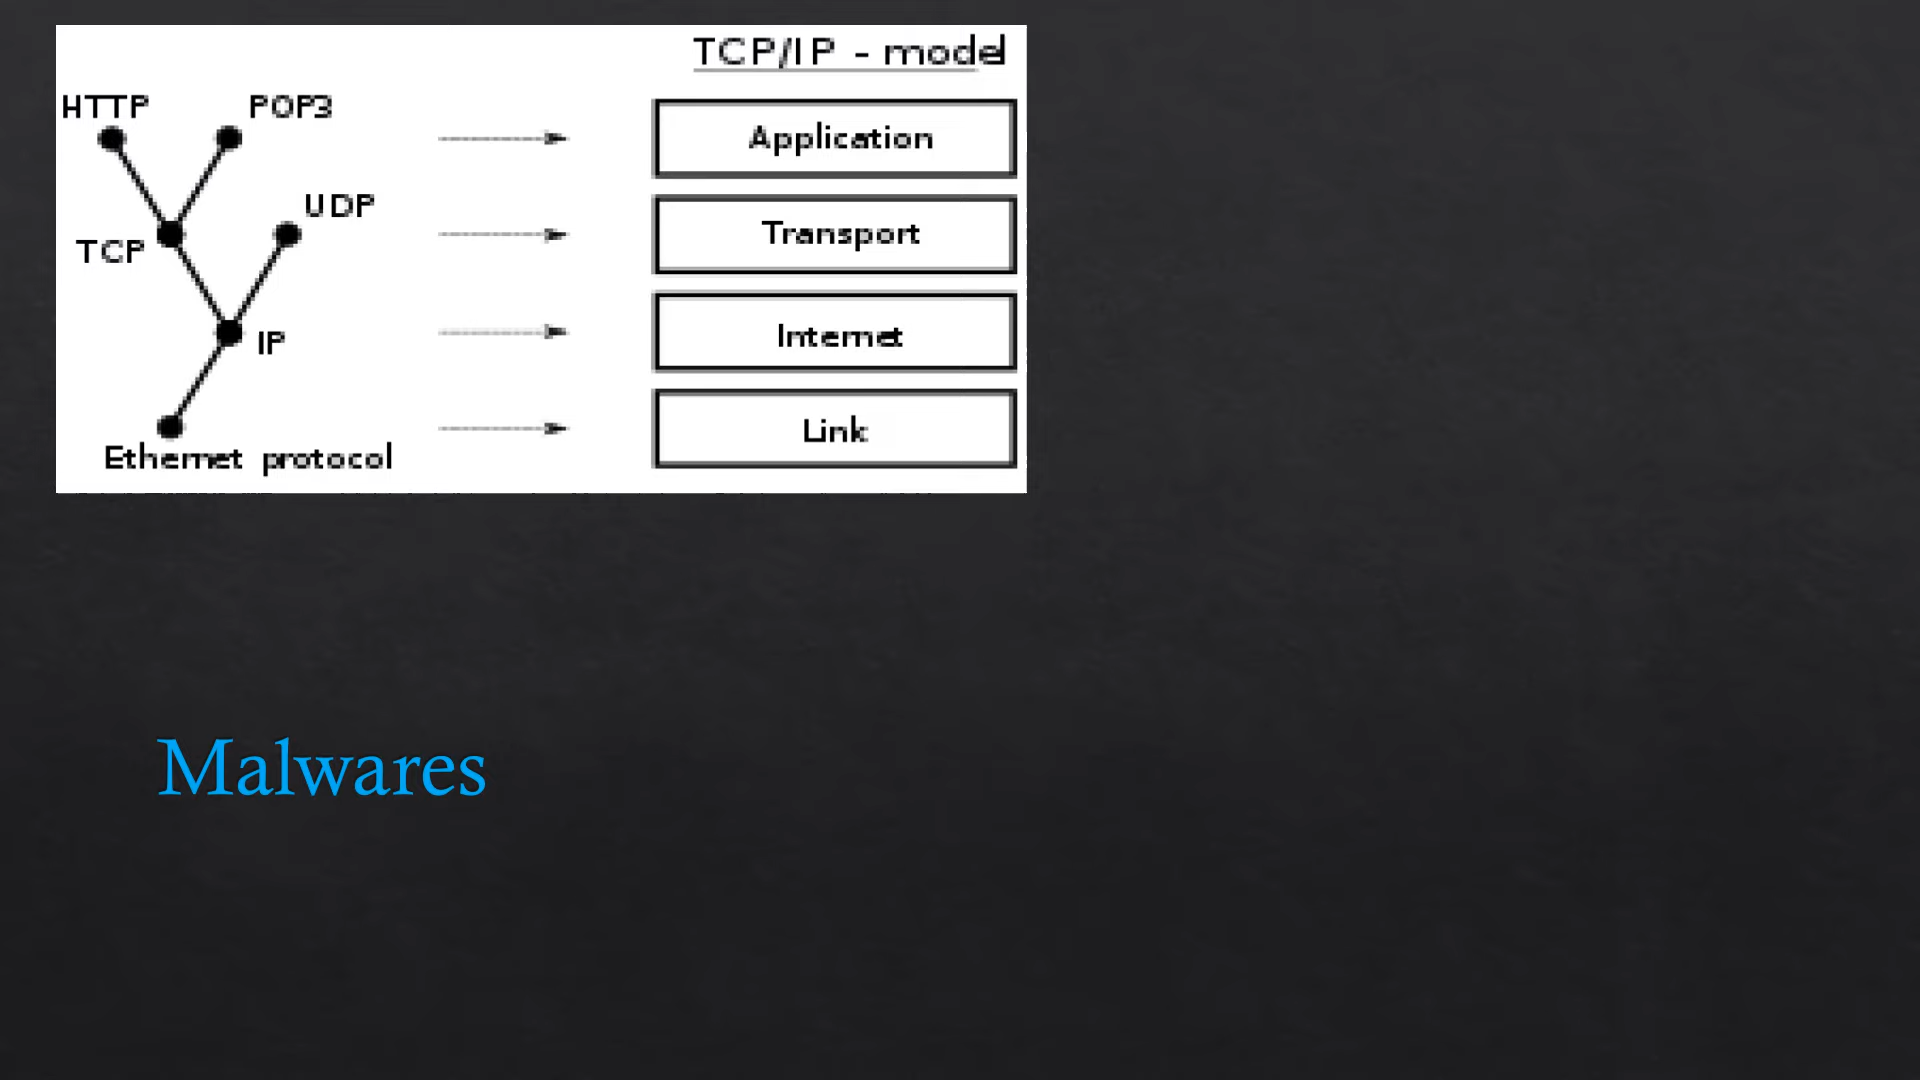 TCP/IP - model
HTTP
POP3
Application
UDP
TCP
Transport
IP
Internet
Ethernet protocol
Link
Malwares